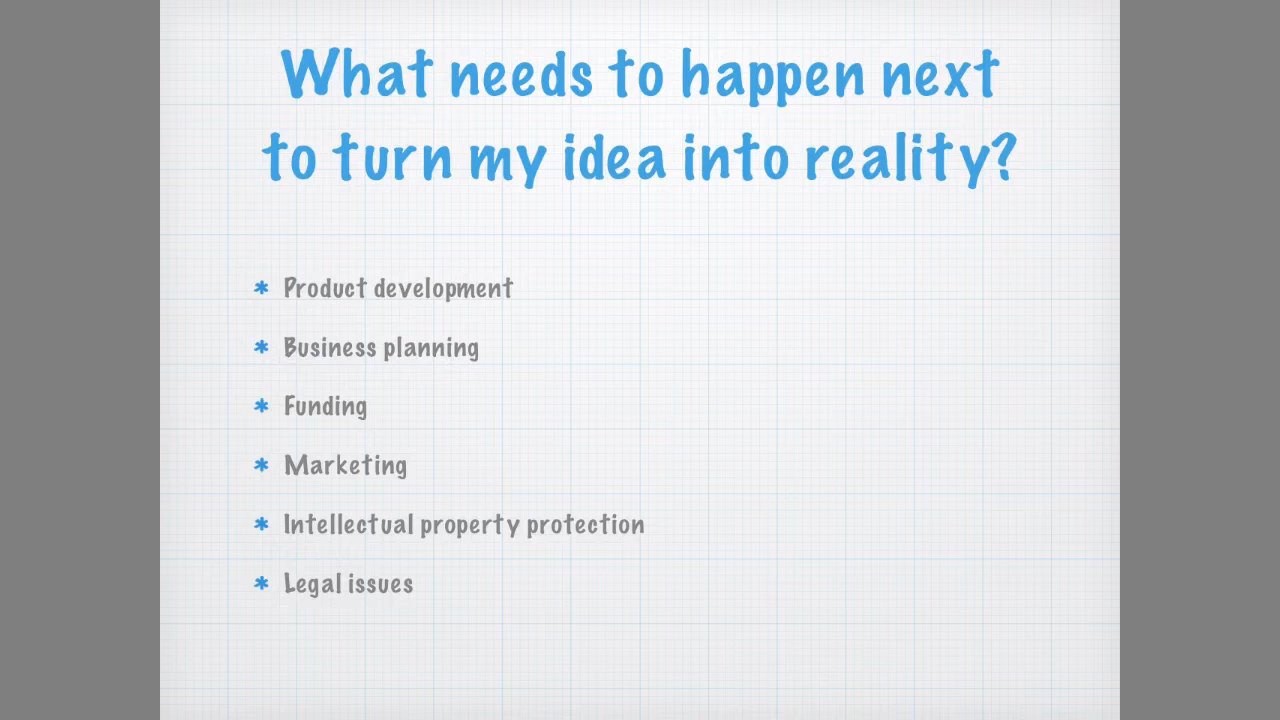 What needs to happen next
to turn my idea into reality?
* Product development
* Business planning
* Funding
* Marketing
* Intellectual property protection
* Legal issues